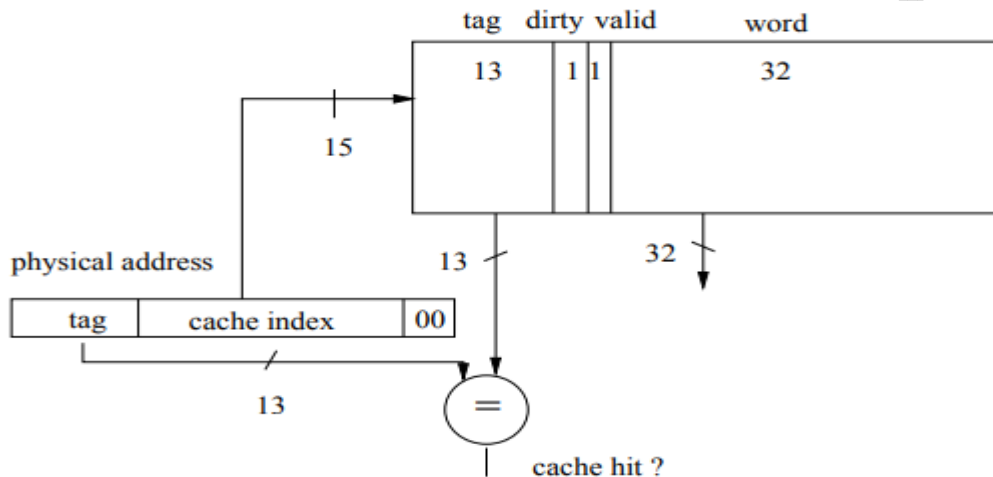 tag dirty valid word
13 1 1 32
15
13 32
physical address
tag cache index 00
13
=
cache hit ?